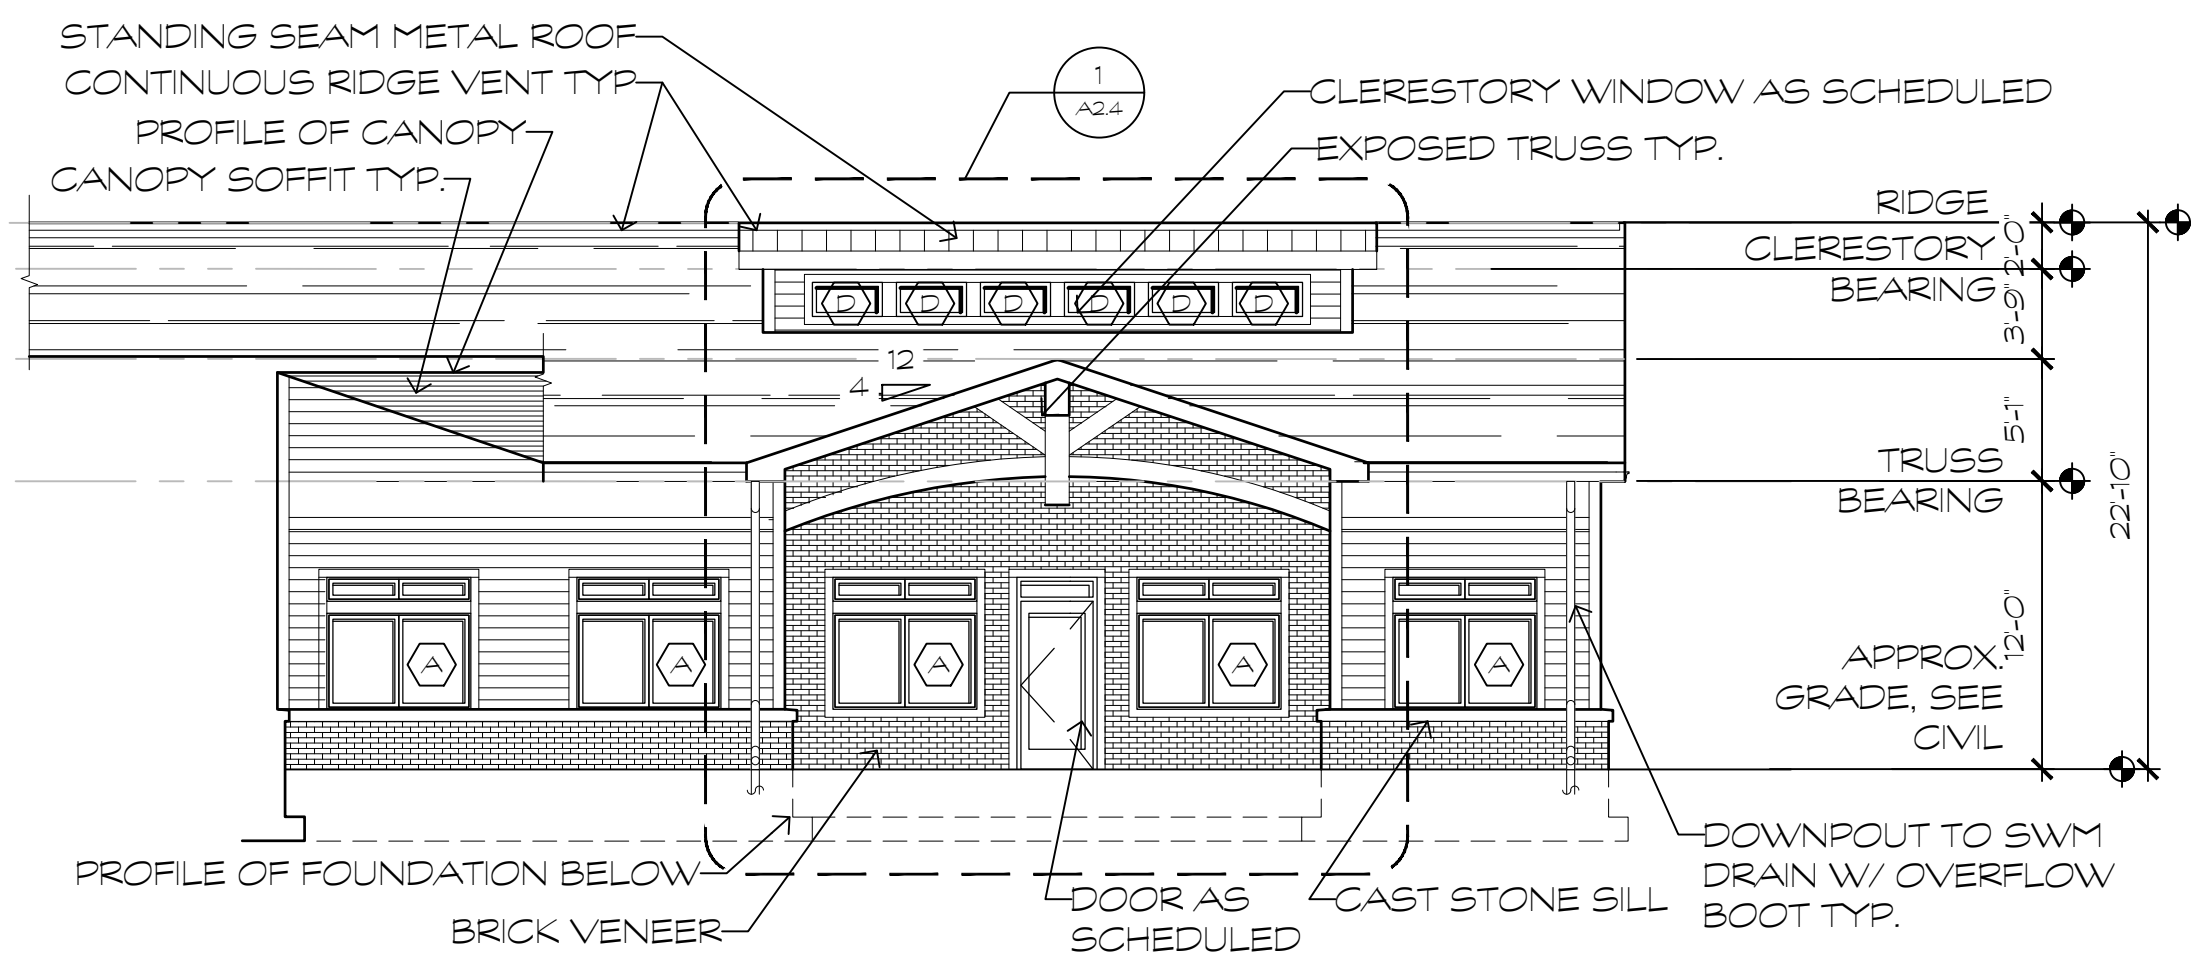 STANDING SEAM METAL ROOF
CONTINUOUS RIDGE VENT TYP
PROFILE OF CANOPY
CANOPY SOFFIT TYP.
1
A2.4
CLERESTORY WINDOW AS SCHEDULED
EXPOSED TRUSS TYP.
RIDGE
2'-0"
CLERESTORY
BEARING
3'-9"
D D D D D D
12
4
5'-1"
TRUSS
BEARING
22'-10"
12'-0"
A A A A A
APPROX.
GRADE, SEE
CIVIL
PROFILE OF FOUNDATION BELOW
BRICK VENEER
DOOR AS
SCHEDULED
CAST STONE SILL
DOWNPOUT TO SWM
DRAIN W/ OVERFLOW
BOOT TYP.